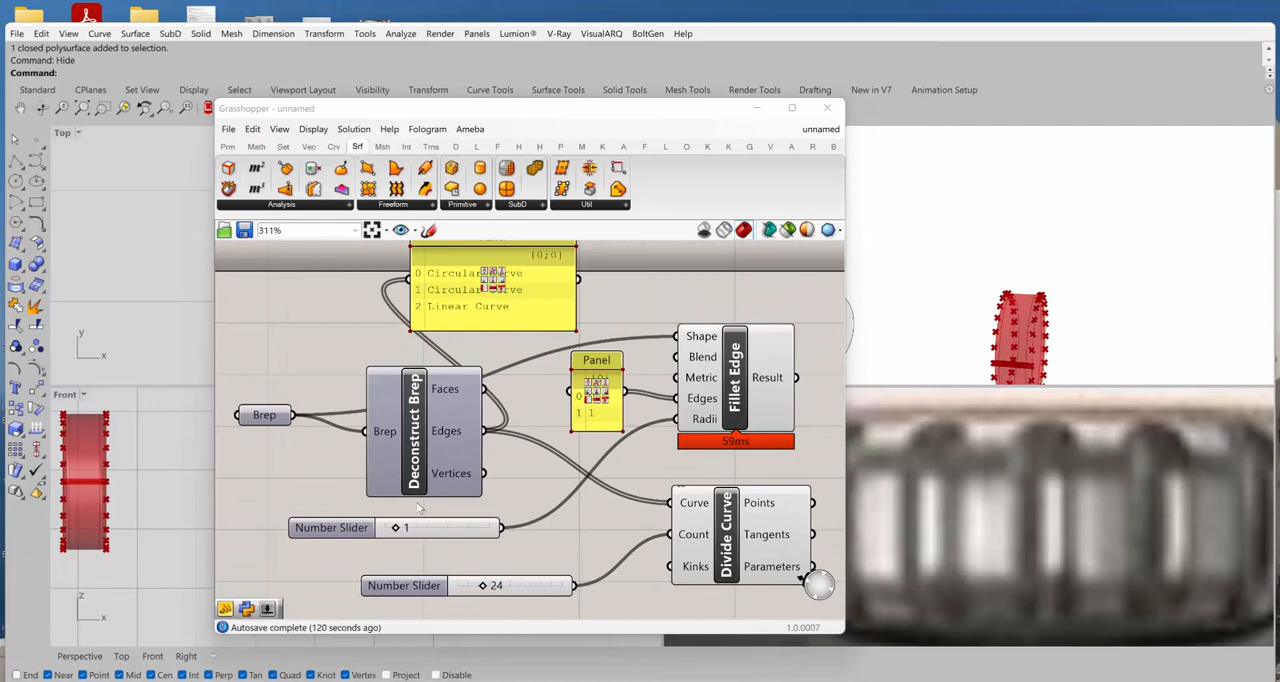 File Edit View Curve Surface SubD Solid Mesh Dimension Transform Tools Analyze Render Panels Lumion® V-Ray VisualARQ BoltGen Help
1 closed polysurface added to selection.
Command: Hide
Command:
Standard CPlanes Set View Display Select Viewport Layout Visibility Transform Curve Tools Surface Tools Solid Tools Mesh Tools Render Tools Drafting New in V7 Animation Setup
Grasshopper - unnamed
File Edit View Display Solution Help Fologram Ameba unnamed
Prm Math Set Vec Crv Srf Msh Int Trns D L F H H P M K A F L O K K G V A R B
m²
m³
Analysis Freeform Primitive SubD Util
311%
Top
y
x
Front
z
x
{0;0}
0 Circular Curve
1 Circular Curve
2 Linear Curve
Brep
Brep
Deconstruct Brep
Faces
Edges
Vertices
Panel
0
1 1
Shape
Blend
Metric
Edges
Radii
Fillet Edge
Result
59ms
Number Slider 1
Curve
Count
Kinks
Divide Curve
Points
Tangents
Parameters
Number Slider 24
Autosave complete (120 seconds ago) 1.0.0007
Perspective Top Front Right
End Near Point Mid Cen Int Perp Tan Quad Knot Vertex Project Disable